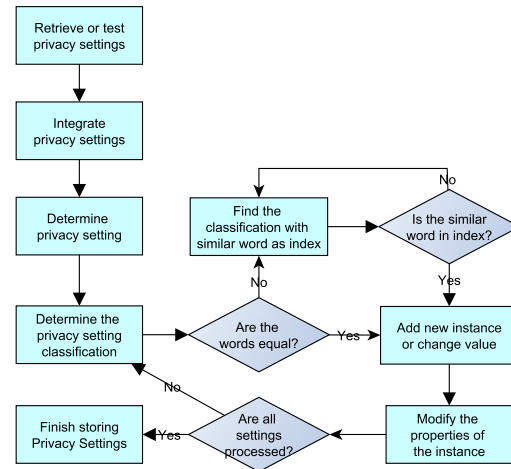 Retrieve or test
privacy settings
Integrate
privacy settings
Determine
privacy setting
Determine the
privacy setting
classification
Are the
words equal?
No
Yes
Find the
classification with
similar word as index
Is the similar
word in index?
No
Yes
Add new instance
or change value
Modify the
properties of
the instance
Are all
settings
processed?
No
Yes
Finish storing
Privacy Settings